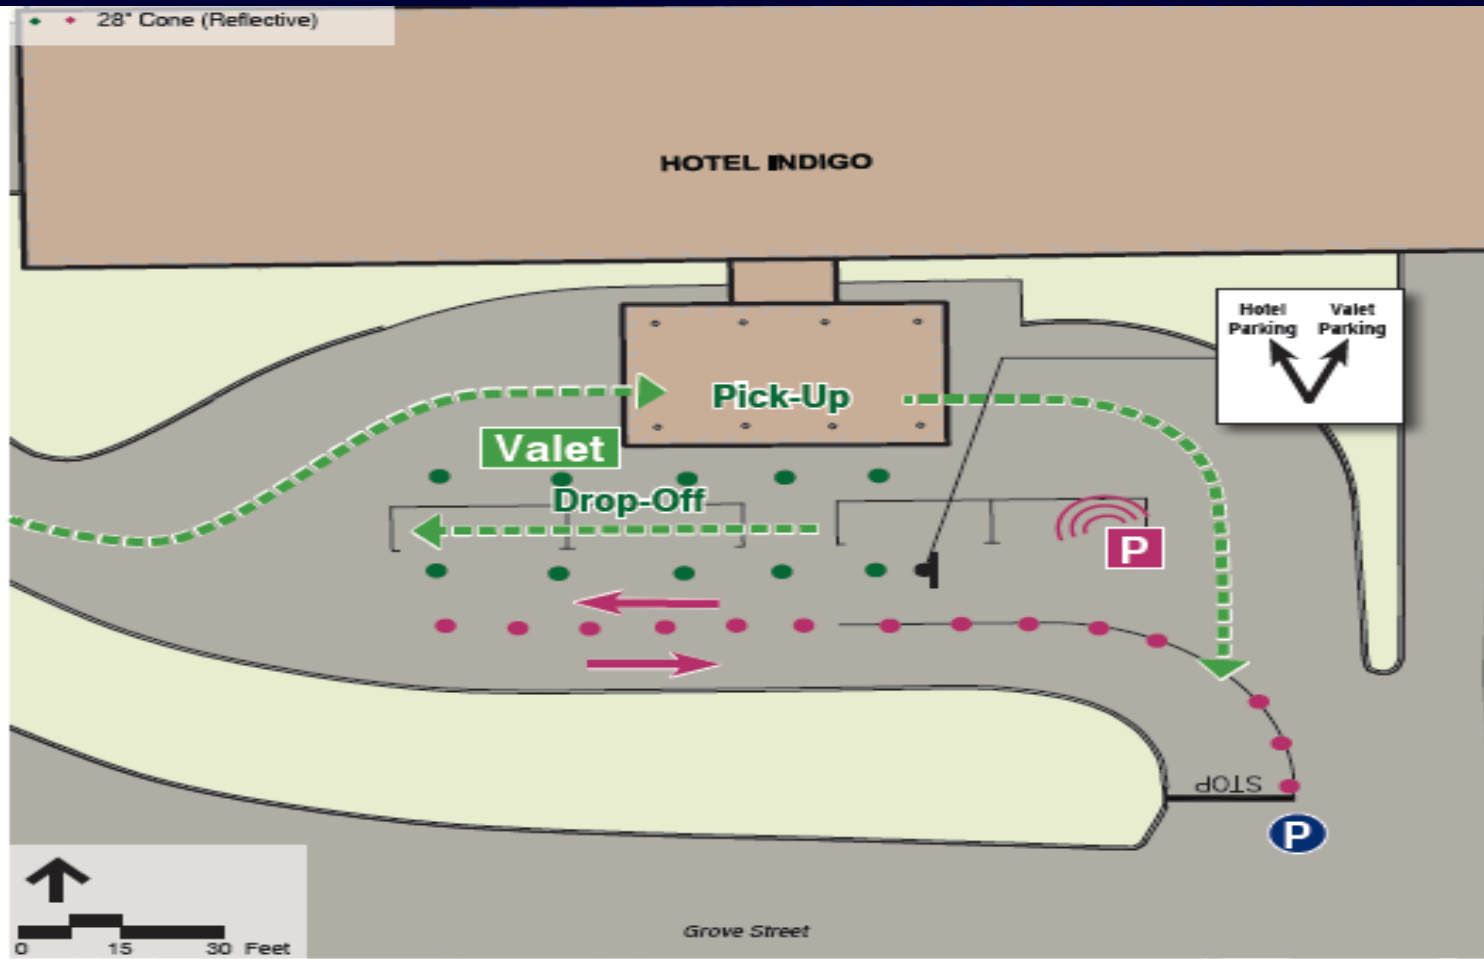 28" Cone (Reflective)
HOTEL INDIGO
Hotel Parking
Valet Parking
Pick-Up
Valet
Drop-Off
P
STOP
P
Grove Street
0 15 30 Feet